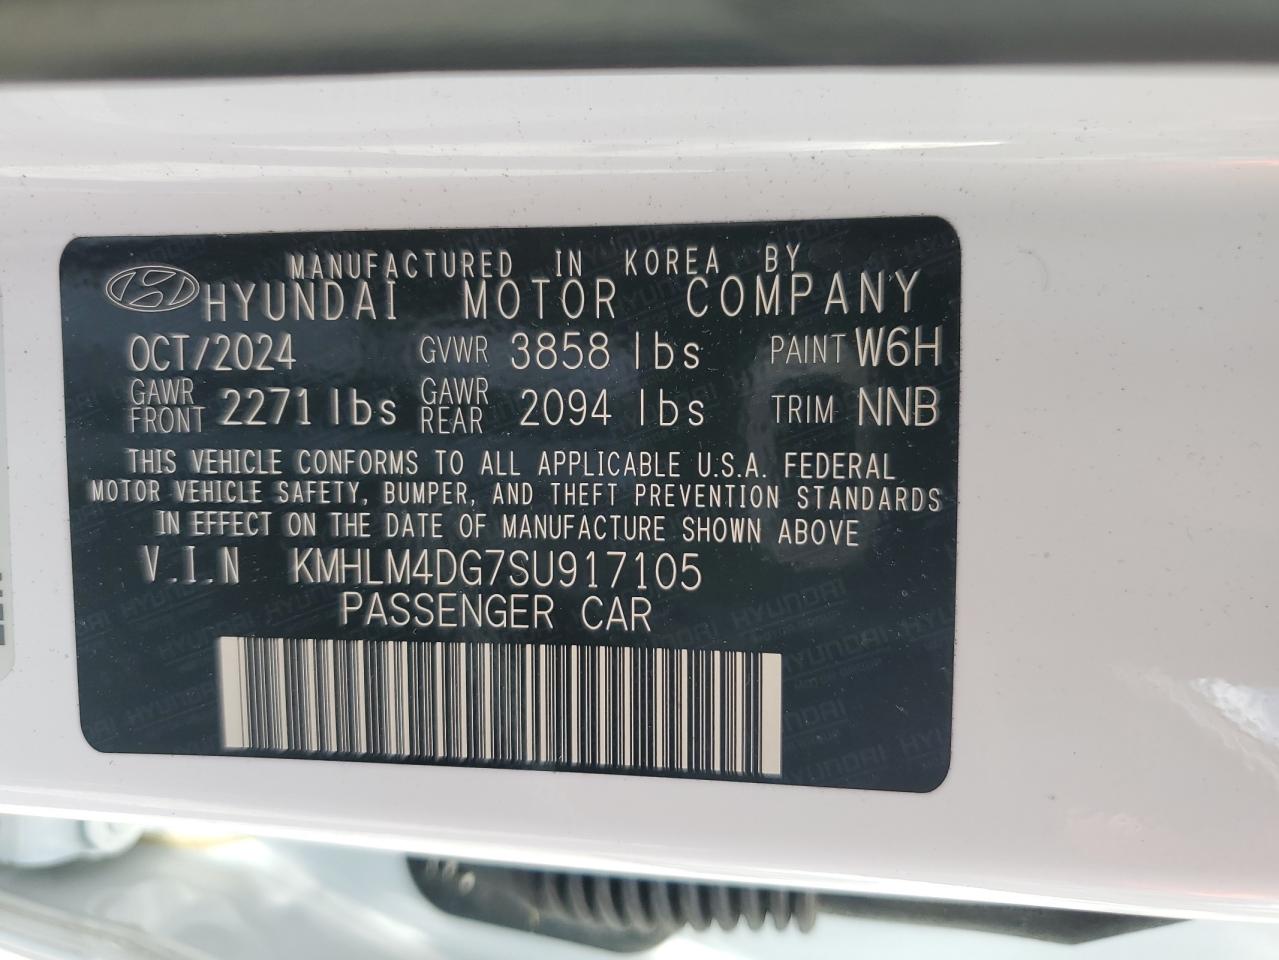 MANUFACTURED IN KOREA BY
HYUNDAI MOTOR COMPANY
OCT/2024 GVWR 3858 lbs PAINT W6H
GAWR FRONT 2271 lbs GAWR REAR 2094 lbs TRIM NNB
THIS VEHICLE CONFORMS TO ALL APPLICABLE U.S.A. FEDERAL
MOTOR VEHICLE SAFETY, BUMPER, AND THEFT PREVENTION STANDARDS
IN EFFECT ON THE DATE OF MANUFACTURE SHOWN ABOVE
V.I.N KMHLM4DG7SU917105
PASSENGER CAR